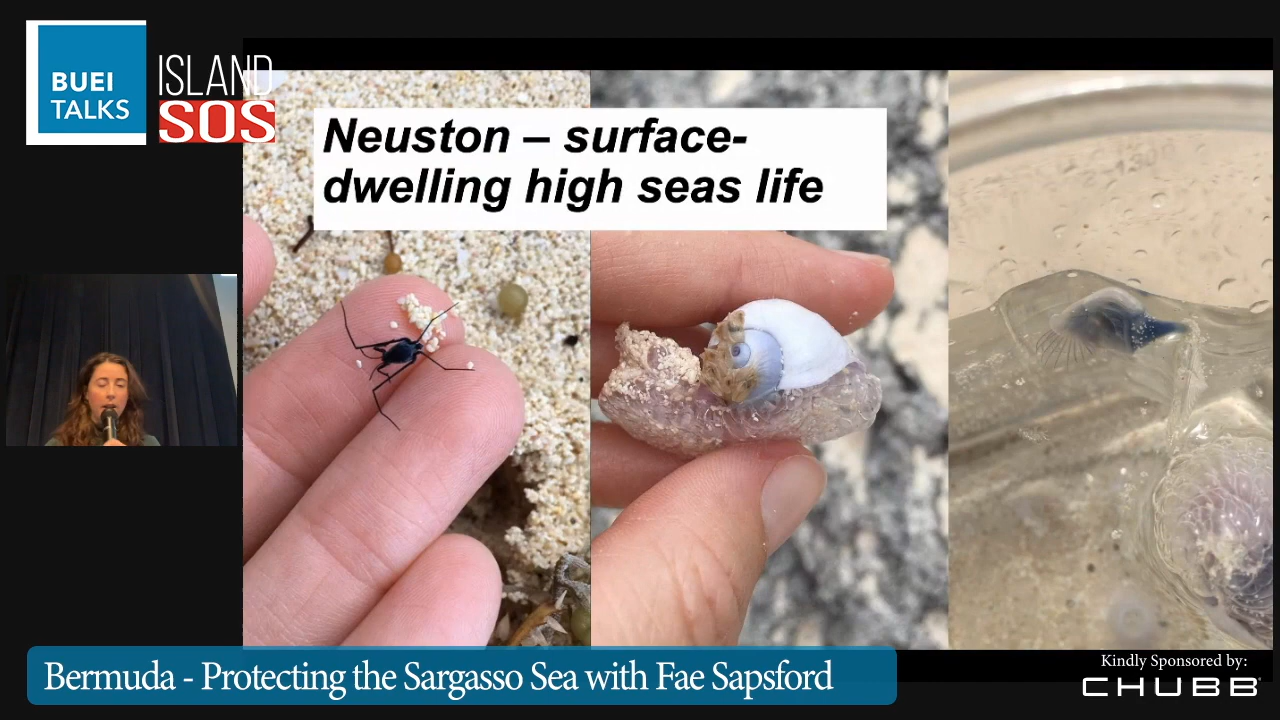 BUEI
TALKS
ISLAND
SOS
Neuston – surface-
dwelling high seas life
Bermuda - Protecting the Sargasso Sea with Fae Sapsford
Kindly Sponsored by:
CHUBB